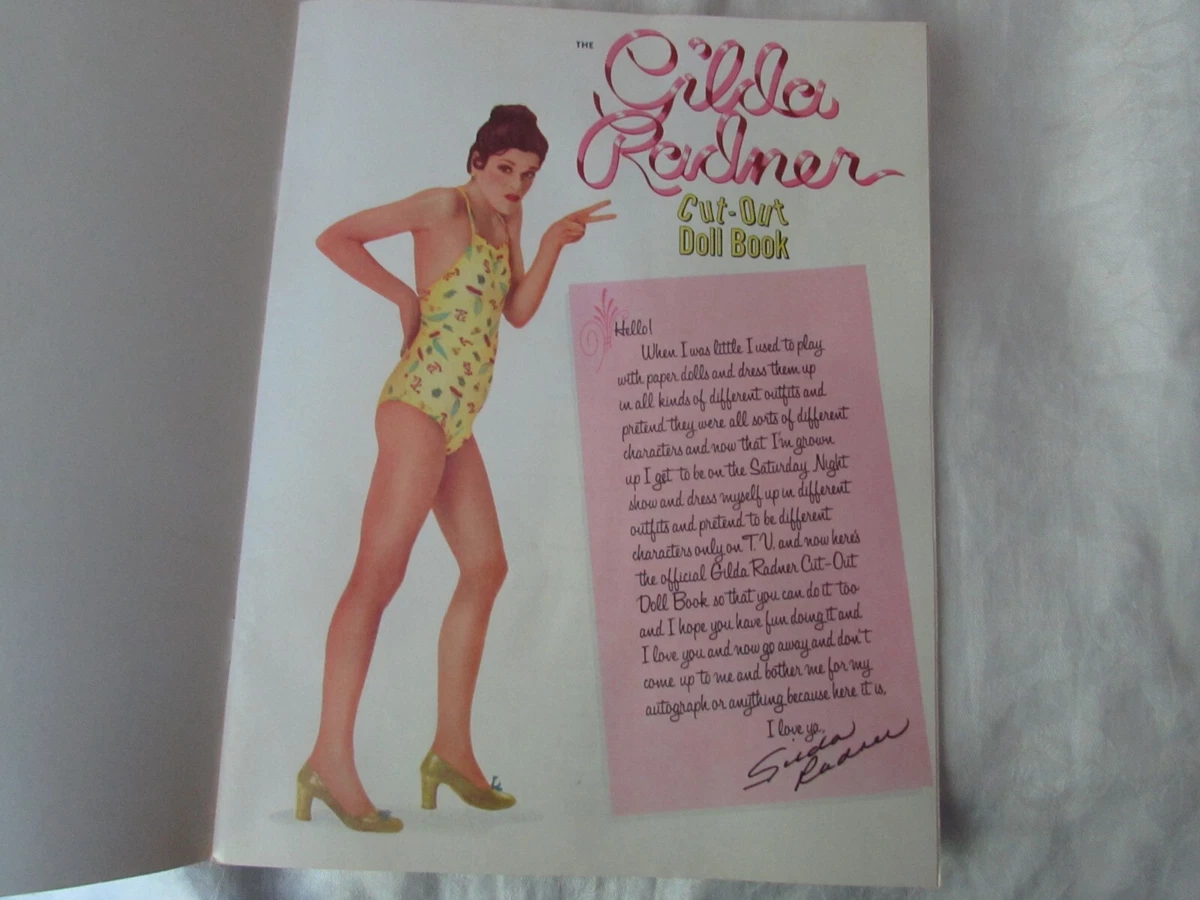 THE
Gilda
Radner
Cut-Out
Doll Book
Hello!
When I was little I used to play
with paper dolls and dress them up
in all kinds of different outfits and
pretend they were all sorts of different
characters and now that I'm grown
up I get to be on the Saturday Night
show and dress myself up in different
outfits and pretend to be different
characters only on T.V. and now here's
the official Gilda Radner Cut-Out
Doll Book so that you can do it too
and I hope you have fun doing it and
I love you and now go away and don't
come up to me and bother me for my
autograph or anything because here it is.
I love ya,
Gilda
Radner